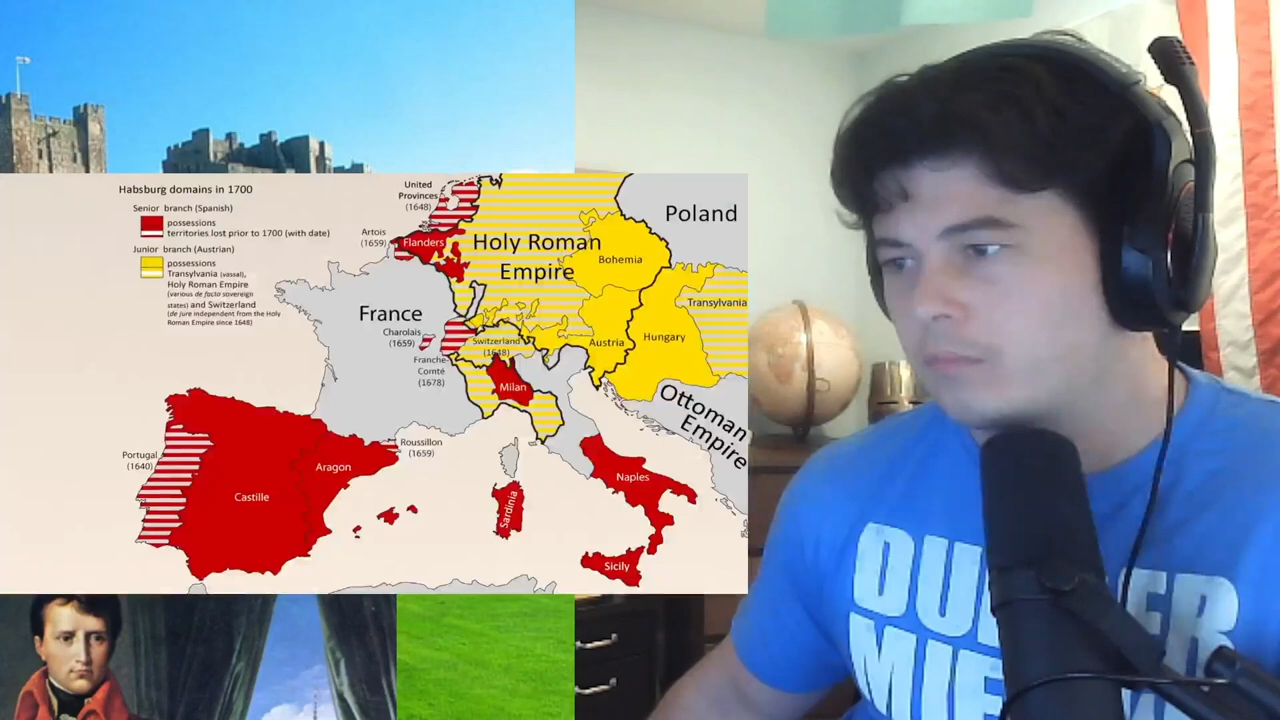 Habsburg domains in 1700
Senior branch (Spanish)
possessions
territories lost prior to 1700 (with date)
Junior branch (Austrian)
possessions
Transylvania (vassal),
Holy Roman Empire
(various de facto sovereign
states) and Switzerland
(de jure independent from the Holy
Roman Empire since 1648)
United
Provinces
(1648)
Artois
(1659)
Flanders
Holy Roman
Empire
Poland
Bohemia
Transylvania
France
Charolais
(1659)
Franche-
Comté
(1678)
Switzerland
(1648)
Austria
Hungary
Milan
Ottoman
Empire
Roussillon
(1659)
Portugal
(1640)
Aragon
Castille
Naples
Sardinia
Sicily